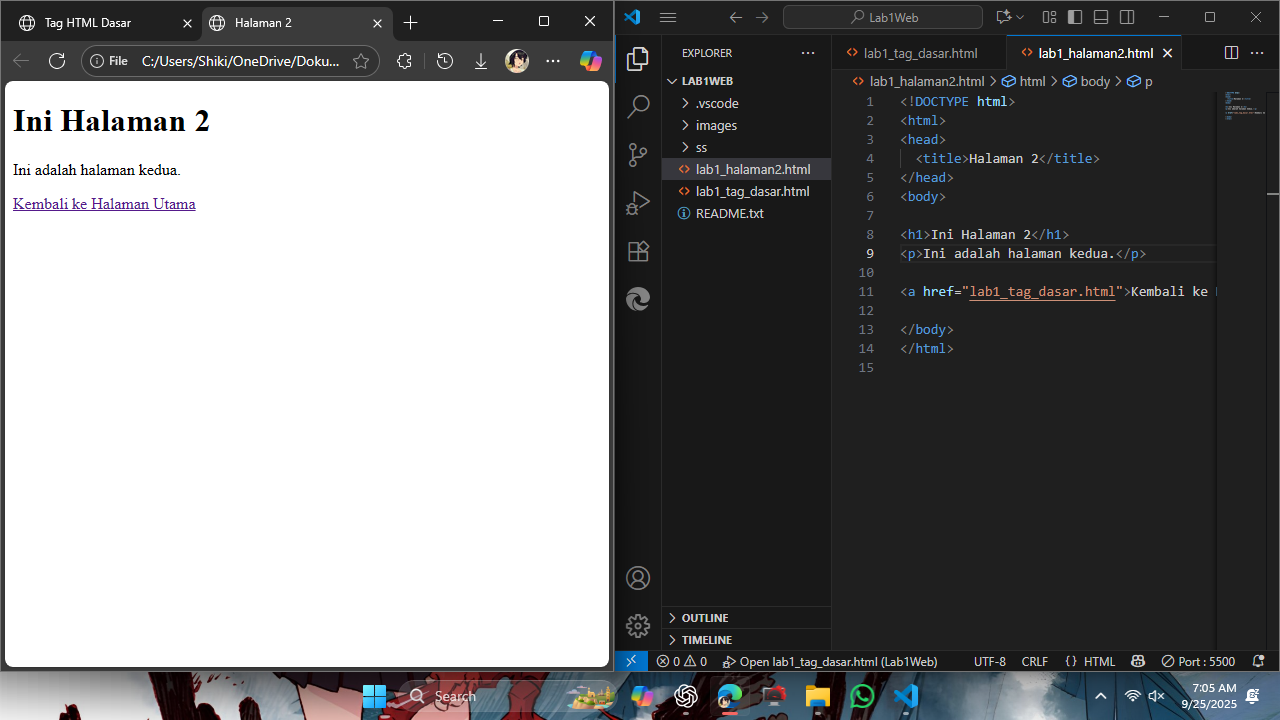 Tag HTML Dasar
Halaman 2
File
C:/Users/Shiki/OneDrive/Doku...
Ini Halaman 2
Ini adalah halaman kedua.
Kembali ke Halaman Utama
Lab1Web
EXPLORER
LAB1WEB
.vscode
images
ss
lab1_halaman2.html
lab1_tag_dasar.html
README.txt
OUTLINE
TIMELINE
lab1_tag_dasar.html
lab1_halaman2.html
lab1_halaman2.html > html > body > p
1 <!DOCTYPE html>
2 <html>
3 <head>
4 <title>Halaman 2</title>
5 </head>
6 <body>
7
8 <h1>Ini Halaman 2</h1>
9 <p>Ini adalah halaman kedua.</p>
10
11 <a href="lab1_tag_dasar.html">Kembali ke
12
13 </body>
14 </html>
15
0 0 Open lab1_tag_dasar.html (Lab1Web) UTF-8 CRLF {} HTML Port : 5500
Search
7:05 AM
9/25/2025